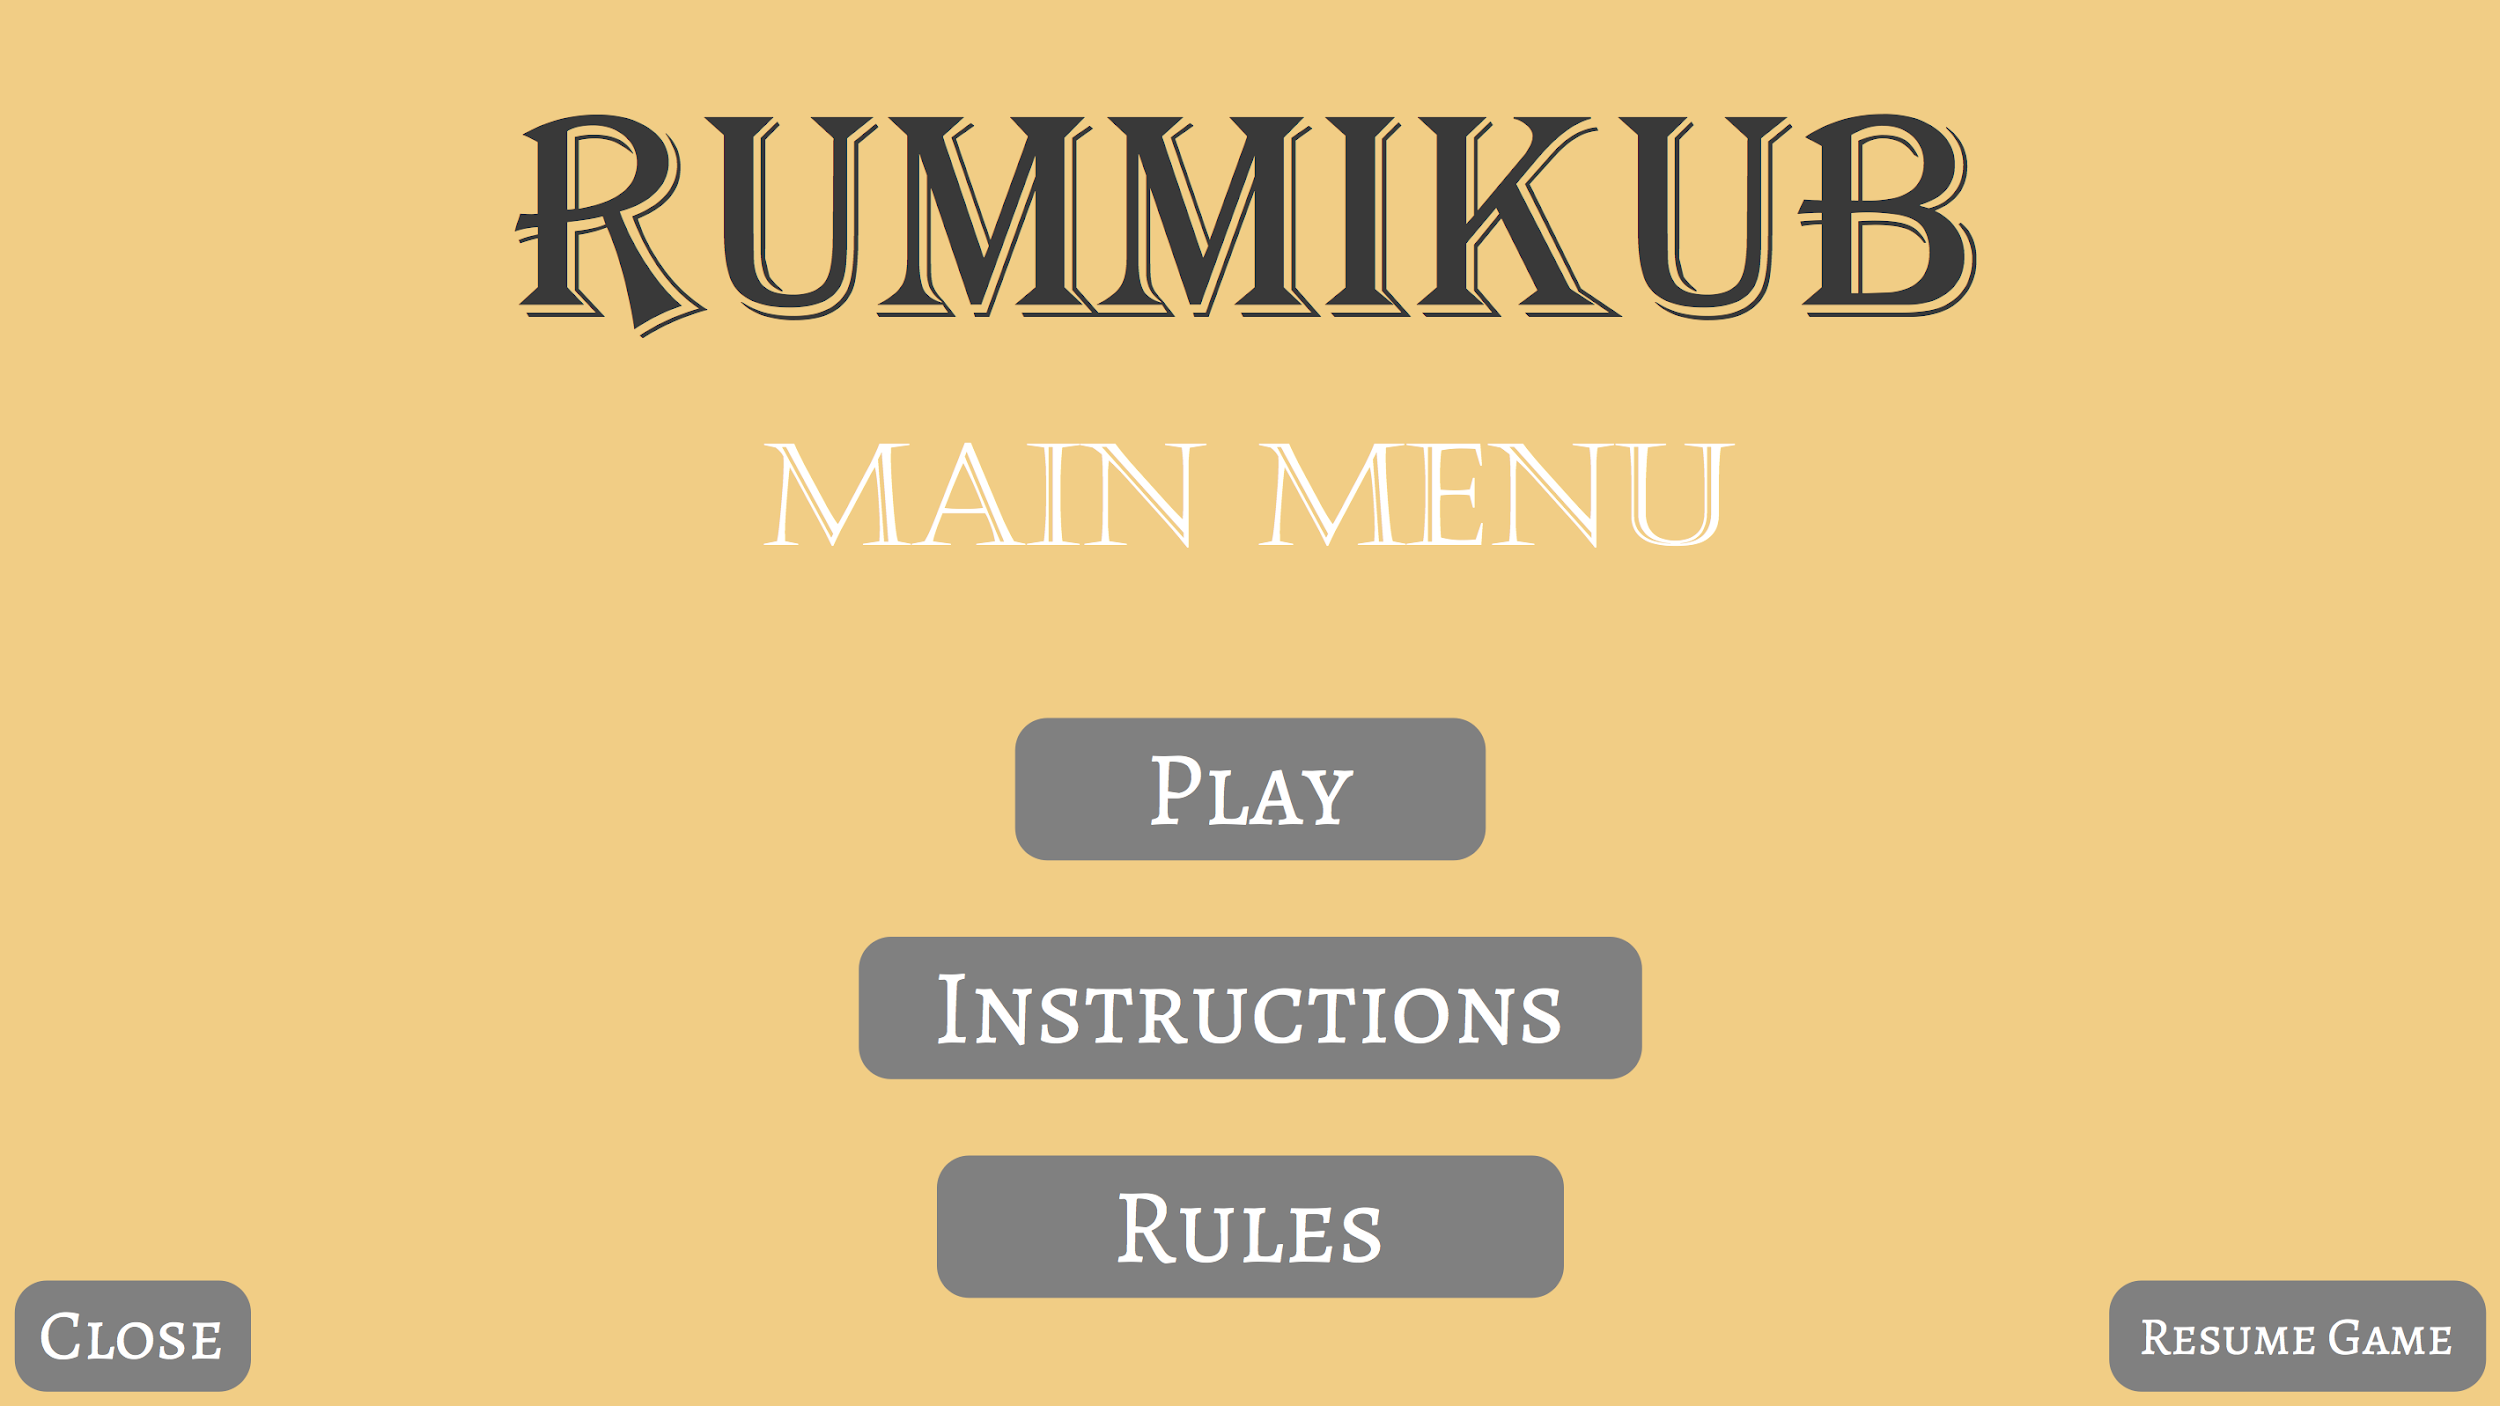 RUMMIKUB
MAIN MENU
Play
Instructions
Rules
Close
Resume Game